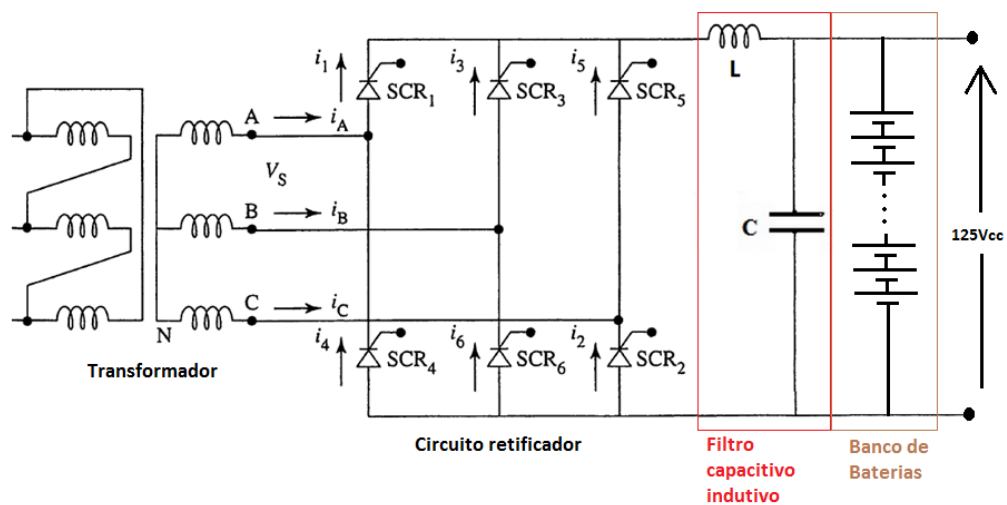 i1
i3
i5
L
SCR1
SCR3
SCR5
A
iA
VS
B
iB
C
125Vcc
C
iC
N
i4
i6
i2
SCR4
SCR6
SCR2
Transformador
Circuito retificador
Filtro
capacitivo
indutivo
Banco de
Baterias